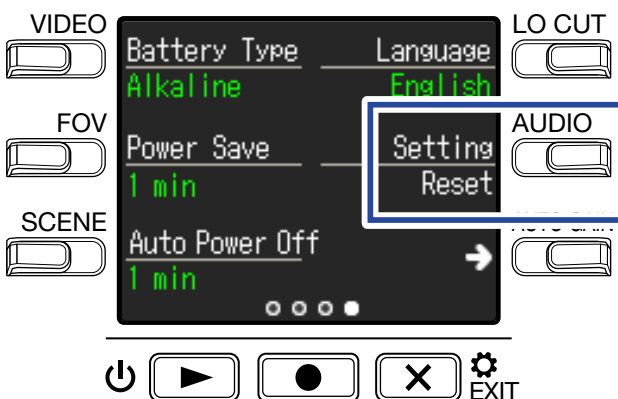 VIDEO
LO CUT
Battery Type
Language
Alkaline
English
FOV
AUDIO
Power Save
Setting
1 min
Reset
SCENE
Auto Power Off
1 min
EXIT